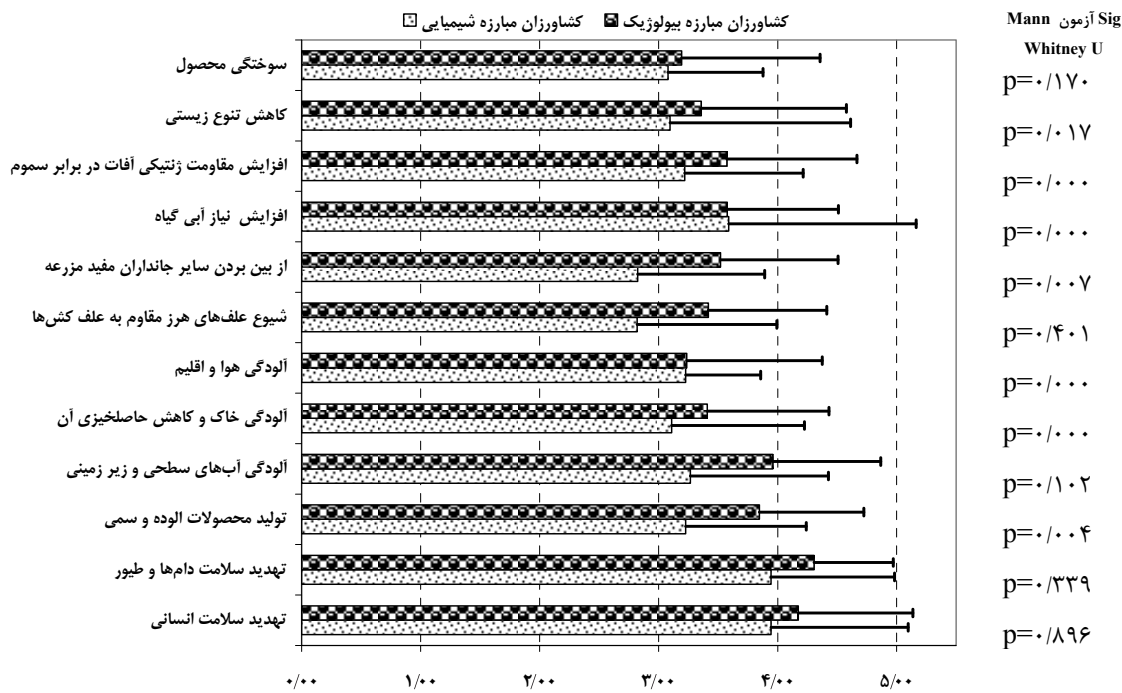 کشاورزان مبارزه بیولوژیک
کشاورزان مبارزه شیمیایی
Sig آزمون Mann
Whitney U
سوختگی محصول
p=۰/۱۷۰
کاهش تنوع زیستی
p=۰/۰۱۷
افزایش مقاومت ژنتیکی آفات در برابر سموم
p=۰/۰۰۰
افزایش نیاز آبی گیاه
p=۰/۰۰۰
از بین بردن سایر جانداران مفید مزرعه
p=۰/۰۰۷
شیوع علف‌های هرز مقاوم به علف کش‌ها
p=۰/۴۰۱
آلودگی هوا و اقلیم
p=۰/۰۰۰
آلودگی خاک و کاهش حاصلخیزی آن
p=۰/۰۰۰
آلودگی آب‌های سطحی و زیر زمینی
p=۰/۱۰۲
تولید محصولات الوده و سمی
p=۰/۰۰۴
تهدید سلامت دام‌ها و طیور
p=۰/۳۳۹
تهدید سلامت انسانی
p=۰/۸۹۶
۰/۰۰ ۱/۰۰ ۲/۰۰ ۳/۰۰ ۴/۰۰ ۵/۰۰